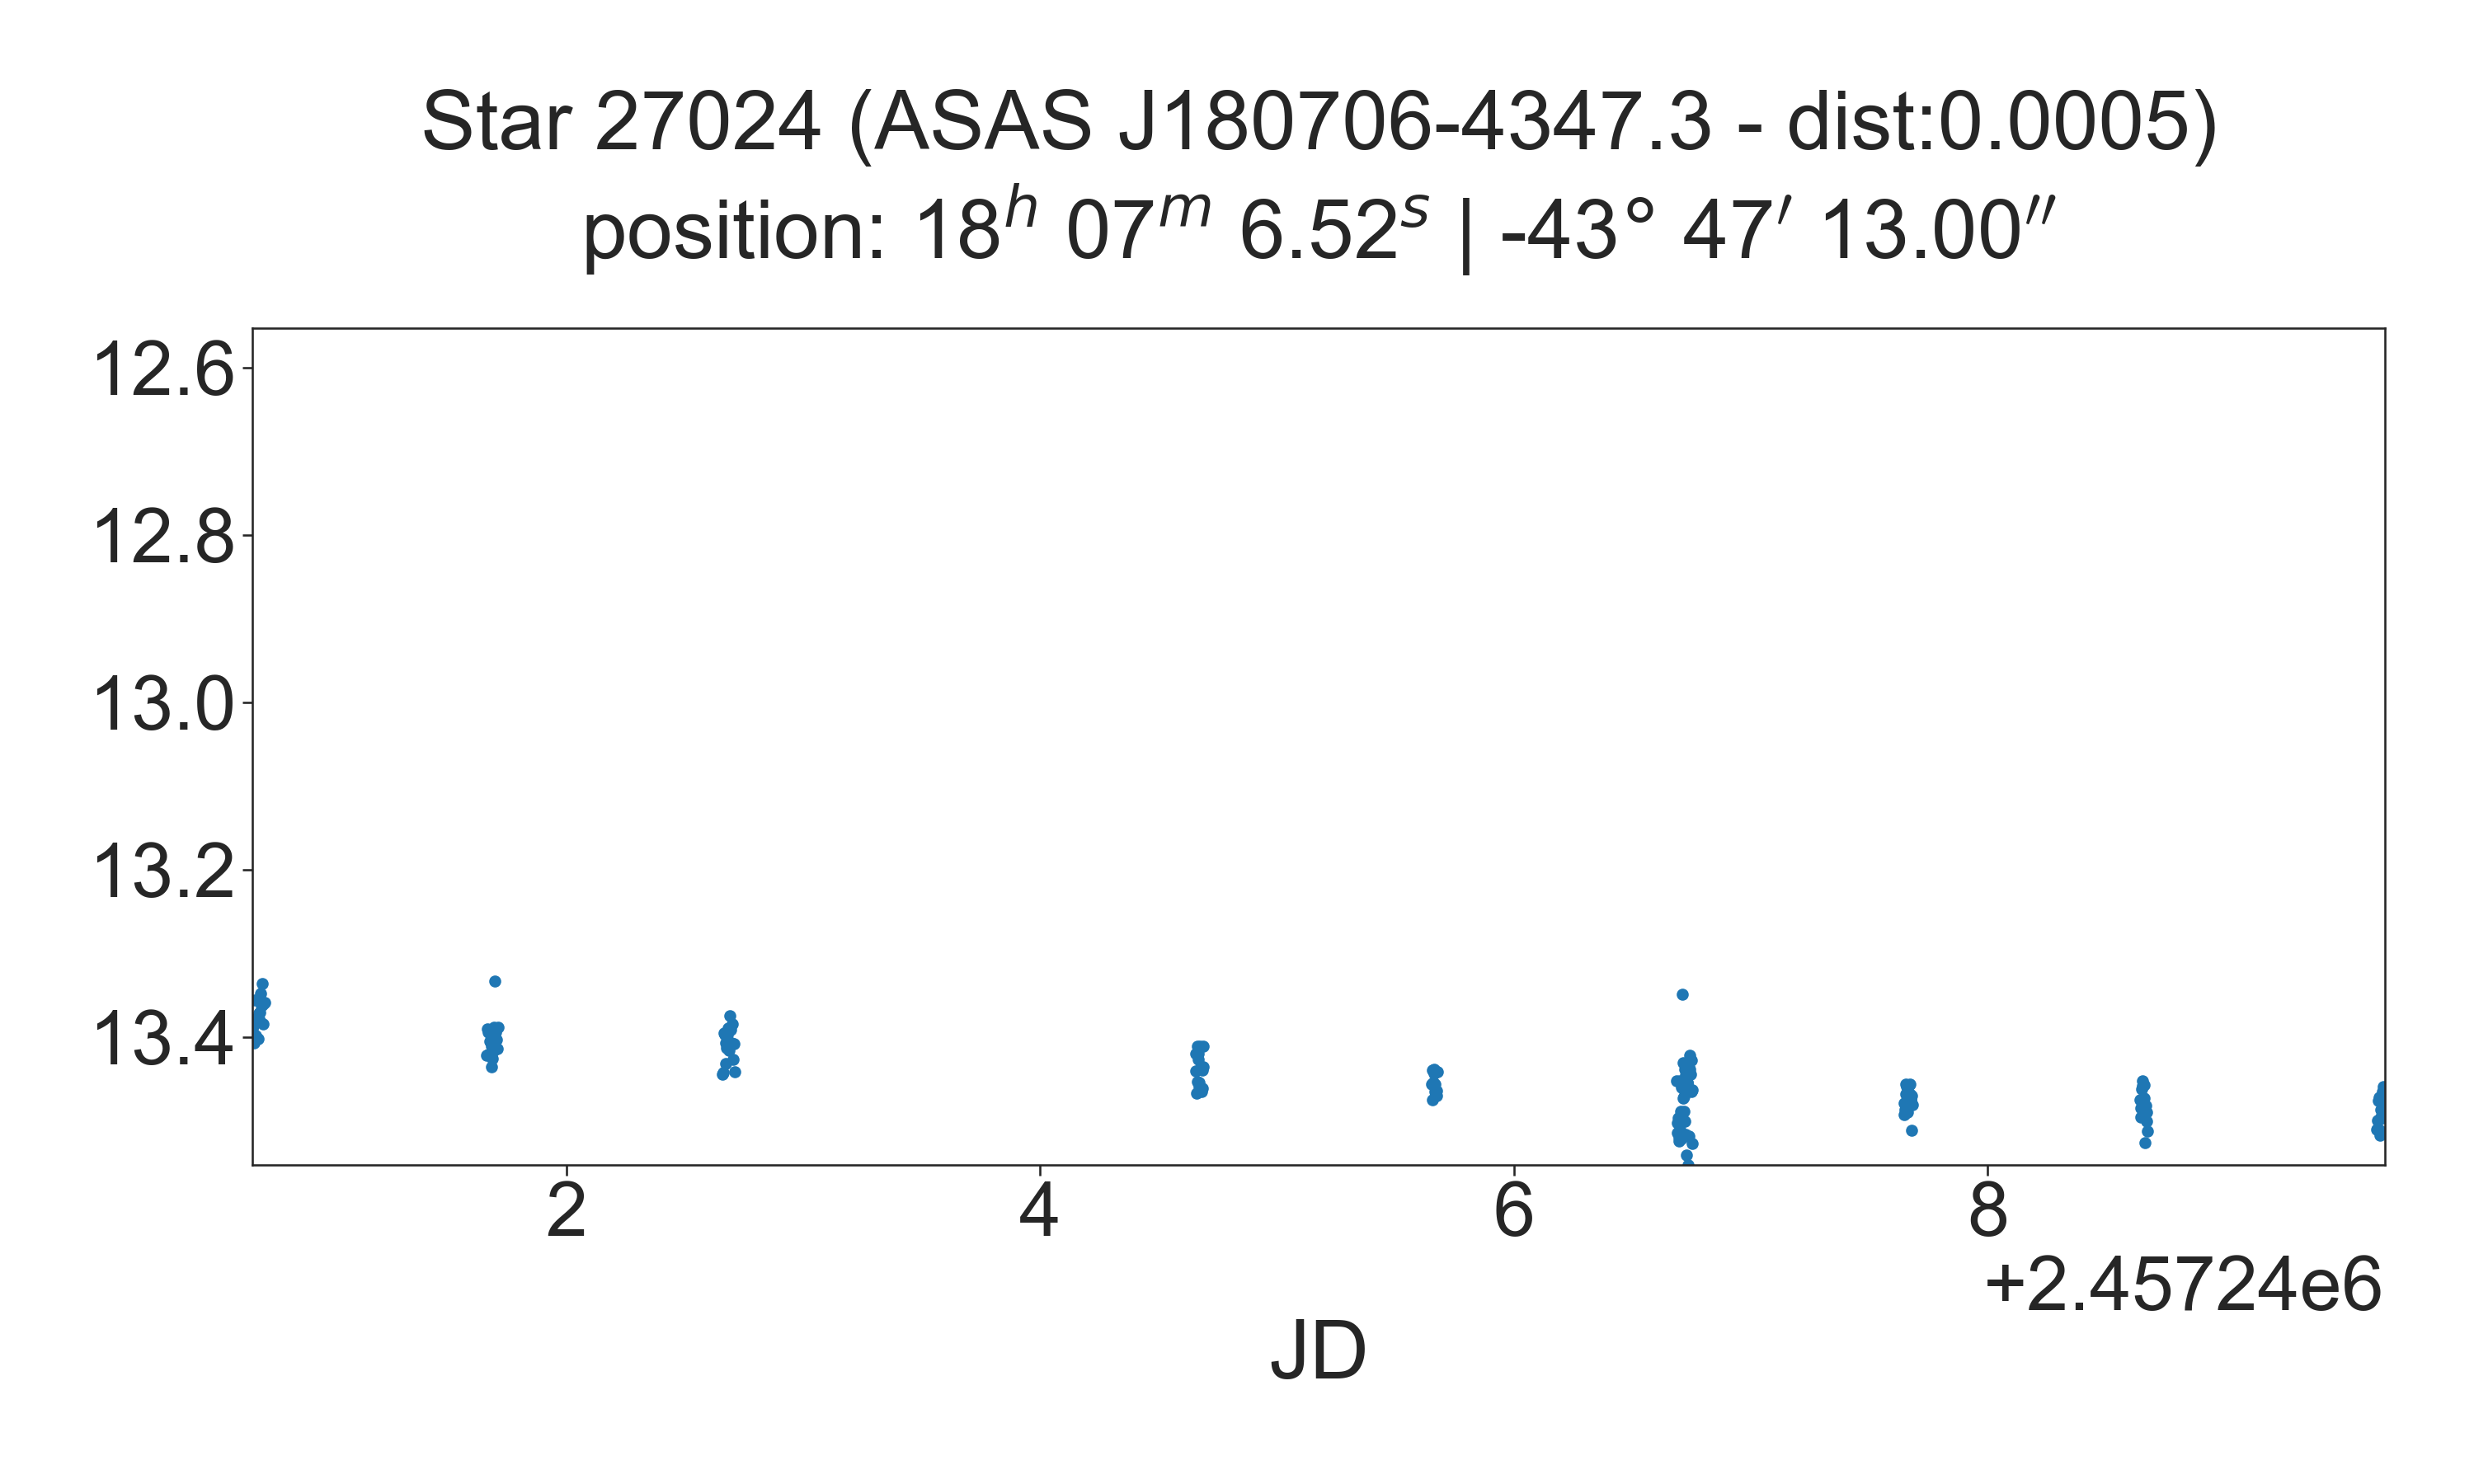 Star 27024 (ASAS J180706-4347.3 - dist:0.0005)
position: 18ʰ 07ᵐ 6.52ˢ | -43° 47′ 13.00″
12.6
12.8
13.0
13.2
13.4
2 4 6 8
+2.45724e6
JD